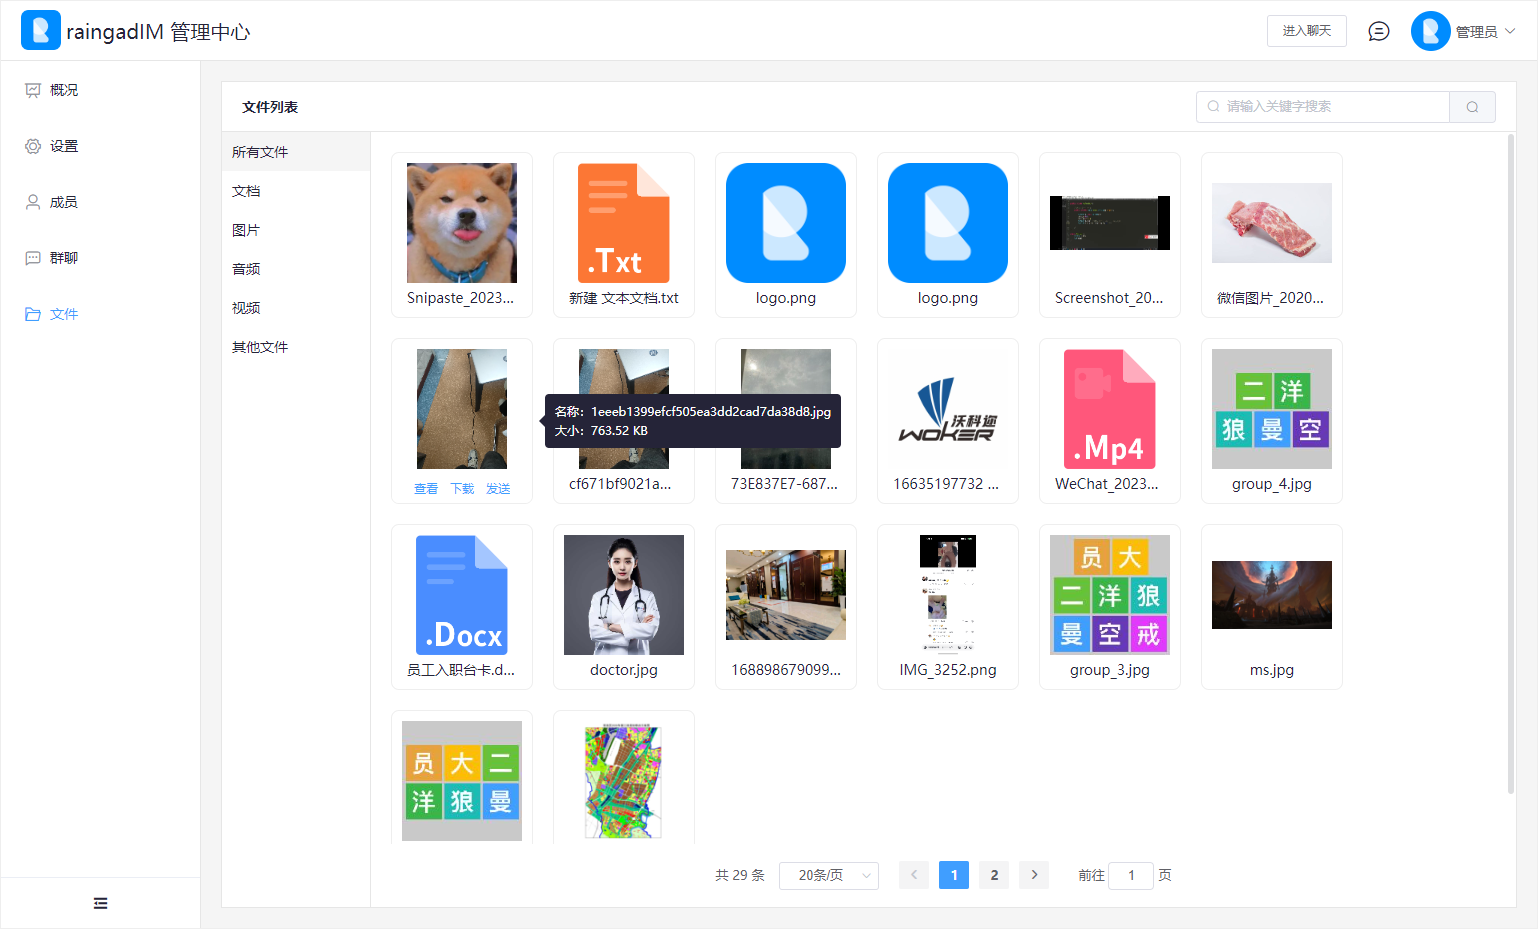 raingadIM 管理中心
进入聊天
管理员
概况
设置
成员
群聊
文件
文件列表
请输入关键字搜索
所有文件
文档
图片
音频
视频
其他文件
.Txt
Snipaste_2023...
新建 文本文档.txt
logo.png
logo.png
Screenshot_20...
微信图片_2020...
名称：1eeeb1399efcf505ea3dd2cad7da38d8.jpg
大小：763.52 KB
沃科迩
WOKER
.Mp4
二 洋
狼 曼 空
查看 下载 发送
cf671bf9021a...
73E837E7-687...
16635197732 ...
WeChat_2023...
group_4.jpg
.Docx
员 大
二 洋 狼
曼 空 戒
员工入职台卡.d...
doctor.jpg
168898679099...
IMG_3252.png
group_3.jpg
ms.jpg
员 大 二
洋 狼 曼
共 29 条
20条/页
1
2
前往 1 页